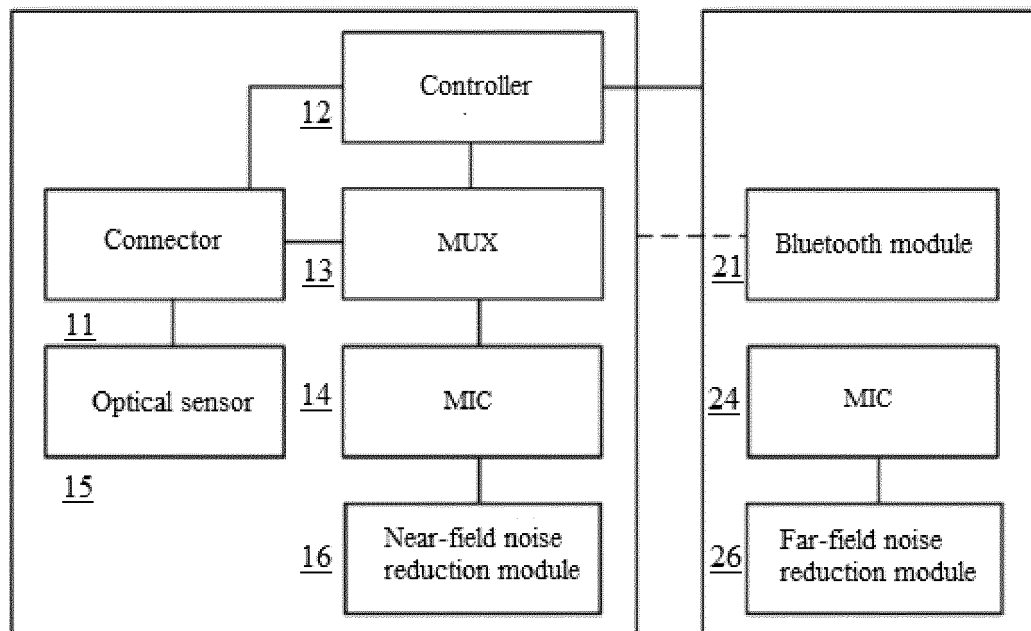 Controller
12
Connector
MUX
Bluetooth module
13
21
11
Optical sensor
14
MIC
24
MIC
15
Near-field noise
reduction module
16
Far-field noise
reduction module
26